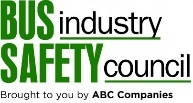 BUS industry
SAFETY council
Brought to you by ABC Companies